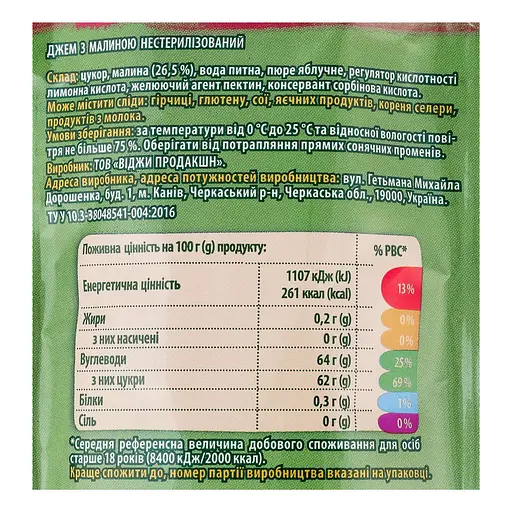 ДЖЕМ З МАЛИНОЮ НЕСТЕРИЛІЗОВАНИЙ
Склад: цукор, малина (26,5 %), вода питна, пюре яблучне, регулятор кислотності
лимонна кислота, желюючий агент пектин, консервант сорбінова кислота.
Може містити сліди: гірчиці, глютену, сої, яєчних продуктів, кореня селери,
продуктів з молока.
Умови зберігання: за температури від 0 °С до 25 °С та відносної вологості пові-
тря не більше 75 %. Оберігати від потрапляння прямих сонячних променів.
Виробник: ТОВ «ВІДЖИ ПРОДАКШН».
Адреса виробника, адреса потужностей виробництва: вул. Гетьмана Михайла
Дорошенка, буд. 1, м. Канів, Черкаський р-н, Черкаська обл., 19000, Україна.
ТУ У 10.3-38048541-004:2016
Поживна цінність на 100 г (g) продукту: % РВС*
Енергетична цінність 1107 кДж (kJ) 261 ккал (kcal) 13%
Жири 0,2 г (g) 0%
з них насичені 0 г (g) 0%
Вуглеводи 64 г (g) 25%
з них цукри 62 г (g) 69%
Білки 0,3 г (g) 1%
Сіль 0 г (g) 0%
*Середня референсна величина добового споживання для осіб
старше 18 років (8400 кДж/2000 ккал).
Краще спожити до, номер партії виробництва вказані на упаковці.